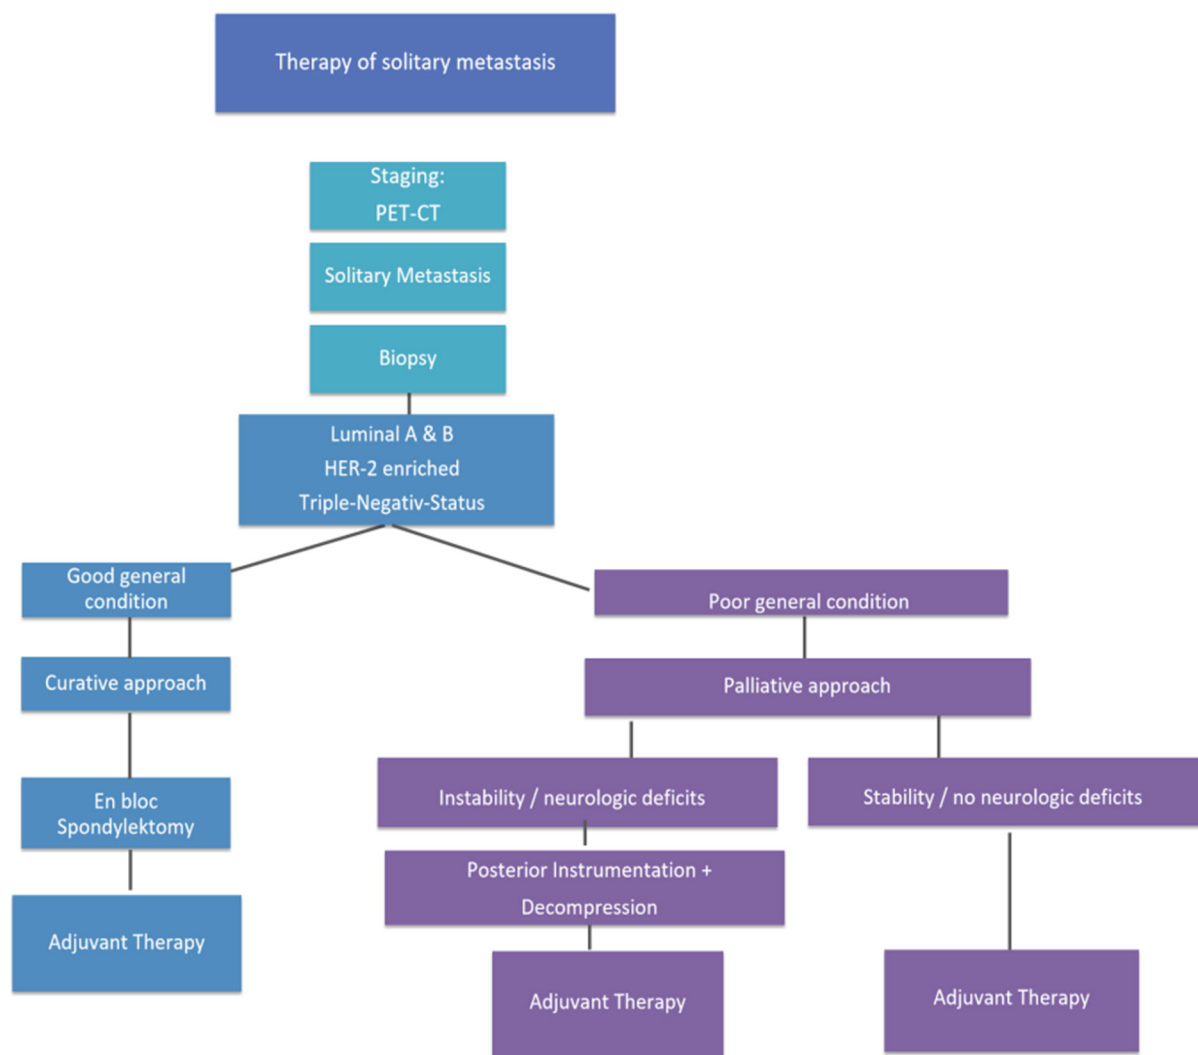 Therapy of solitary metastasis
Staging:
PET-CT
Solitary Metastasis
Biopsy
Luminal A & B
HER-2 enriched
Triple-Negativ-Status
Good general
condition
Poor general condition
Curative approach
Palliative approach
En bloc
Spondylektomy
Instability / neurologic deficits
Stability / no neurologic deficits
Posterior Instrumentation +
Decompression
Adjuvant Therapy
Adjuvant Therapy
Adjuvant Therapy